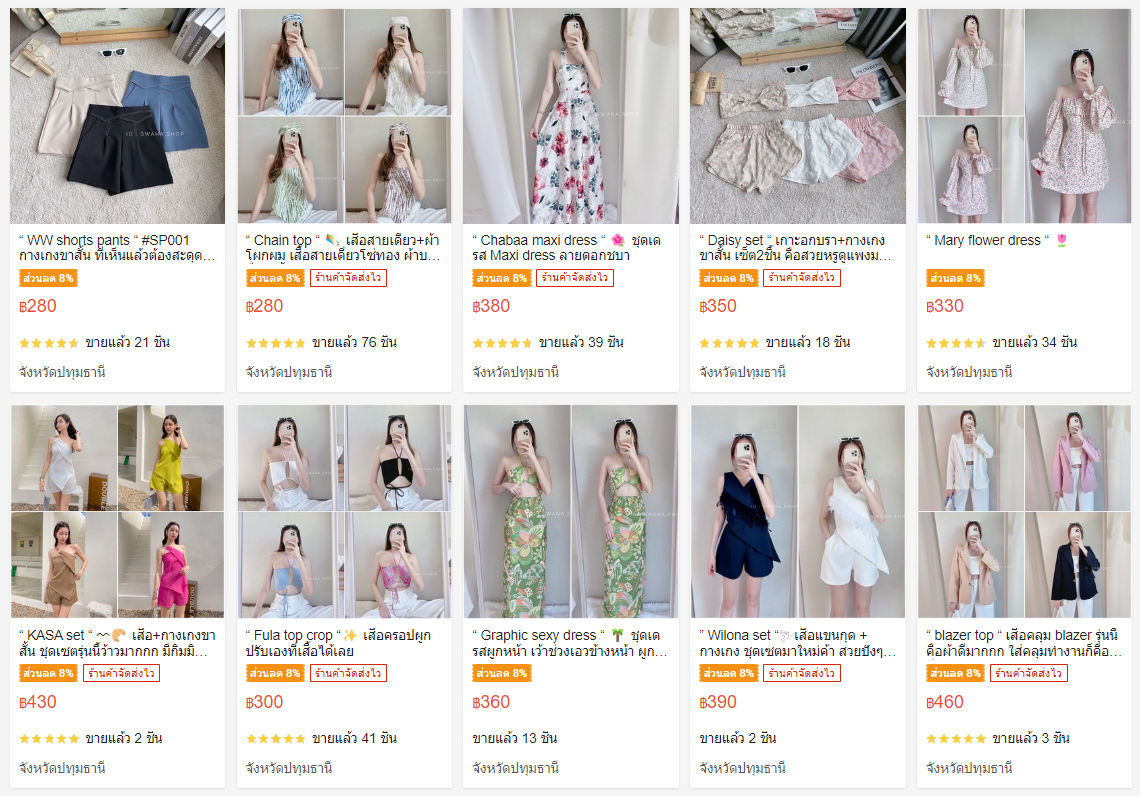 IG : SWANA SHOP
“ WW shorts pants “ #SP001
กางเกงขาสั้น ที่เห็นแล้วต้องสะดุด...
ส่วนลด 8%
฿280
ขายแล้ว 21 ชิ้น
จังหวัดปทุมธานี
“ Chain top “ 🪁 เสื้อสายเดี่ยว+ผ้า
โผกผม เสื้อสายเดี่ยวโซ่ทอง ผ้าบ...
ส่วนลด 8% ร้านค้าจัดส่งไว
฿280
ขายแล้ว 76 ชิ้น
จังหวัดปทุมธานี
“ Chabaa maxi dress “ 🌺 ชุดเด
รส Maxi dress ลายดอกชบา
ส่วนลด 8% ร้านค้าจัดส่งไว
฿380
ขายแล้ว 39 ชิ้น
จังหวัดปทุมธานี
” Daisy set “ เกาะอกบรา+กางเกง
ขาสั้น เซ็ต2ชิ้น คือสวยหรูดูแพงม...
ส่วนลด 8% ร้านค้าจัดส่งไว
฿350
ขายแล้ว 18 ชิ้น
จังหวัดปทุมธานี
“ Mary flower dress “ 🌷
ส่วนลด 8%
฿330
ขายแล้ว 34 ชิ้น
จังหวัดปทุมธานี
“ KASA set “ 〰️🥐 เสื้อ+กางเกงขา
สั้น ชุดเซตรุ่นนี้ว้าวมากกก มีกิมมิ...
ส่วนลด 8% ร้านค้าจัดส่งไว
฿430
ขายแล้ว 2 ชิ้น
จังหวัดปทุมธานี
“ Fula top crop “✨ เสื้อครอปผูก
ปรับเองที่เสื้อได้เลย
ส่วนลด 8% ร้านค้าจัดส่งไว
฿300
ขายแล้ว 41 ชิ้น
จังหวัดปทุมธานี
“ Graphic sexy dress “ 🌴 ชุดเด
รสผูกหน้า เว้าช่วงเอวข้างหน้า ผูก...
ส่วนลด 8%
฿360
ขายแล้ว 13 ชิ้น
จังหวัดปทุมธานี
” Wilona set “🕊 เสื้อแขนกุด +
กางเกง ชุดเซตมาใหม่ค้า สวยปังๆ...
ส่วนลด 8% ร้านค้าจัดส่งไว
฿390
ขายแล้ว 2 ชิ้น
จังหวัดปทุมธานี
“ blazer top “ เสื้อคลุม blazer รุ่นนี้
คือผ้าดีมากกก ใส่คลุมทำงานก็คือ...
ส่วนลด 8% ร้านค้าจัดส่งไว
฿460
ขายแล้ว 3 ชิ้น
จังหวัดปทุมธานี